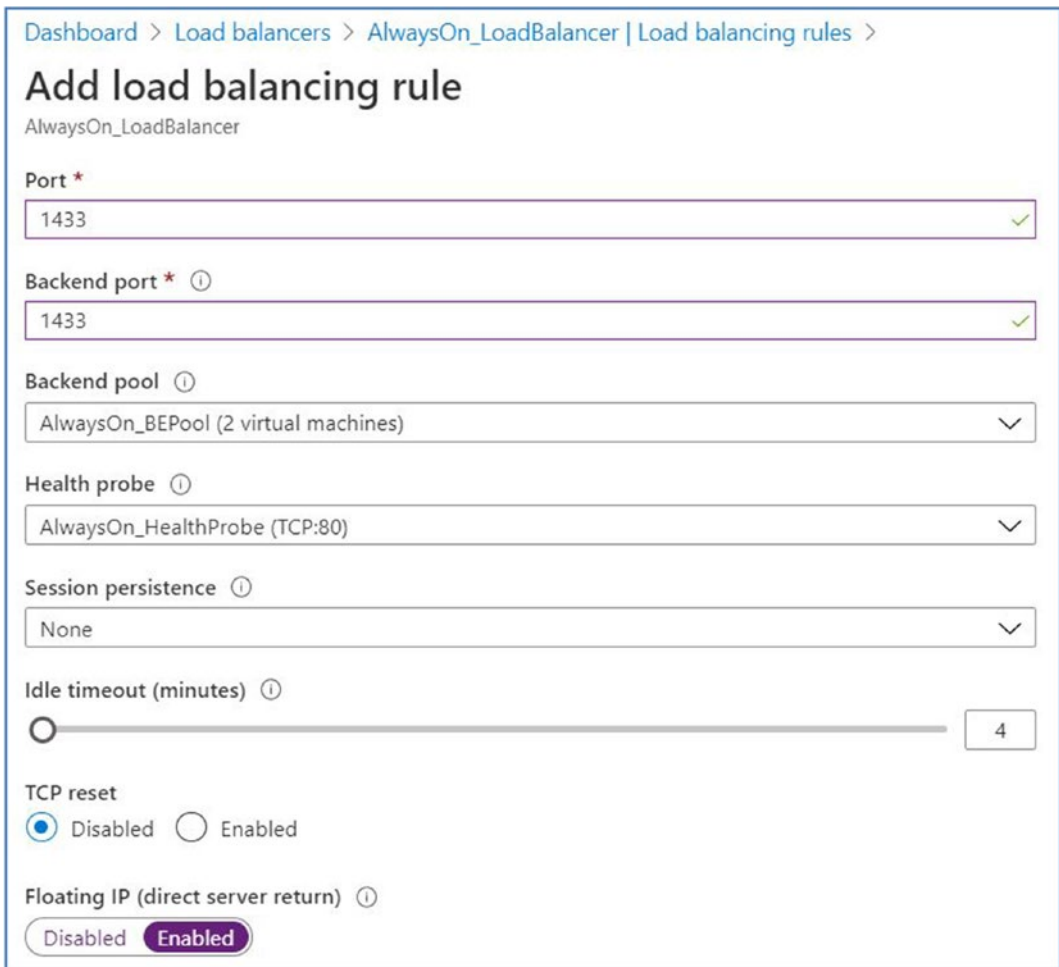 Dashboard > Load balancers > AlwaysOn_LoadBalancer | Load balancing rules >
Add load balancing rule
AlwaysOn_LoadBalancer
Port *
1433
Backend port *
1433
Backend pool
AlwaysOn_BEPool (2 virtual machines)
Health probe
AlwaysOn_HealthProbe (TCP:80)
Session persistence
None
Idle timeout (minutes)
4
TCP reset
Disabled Enabled
Floating IP (direct server return)
Disabled Enabled